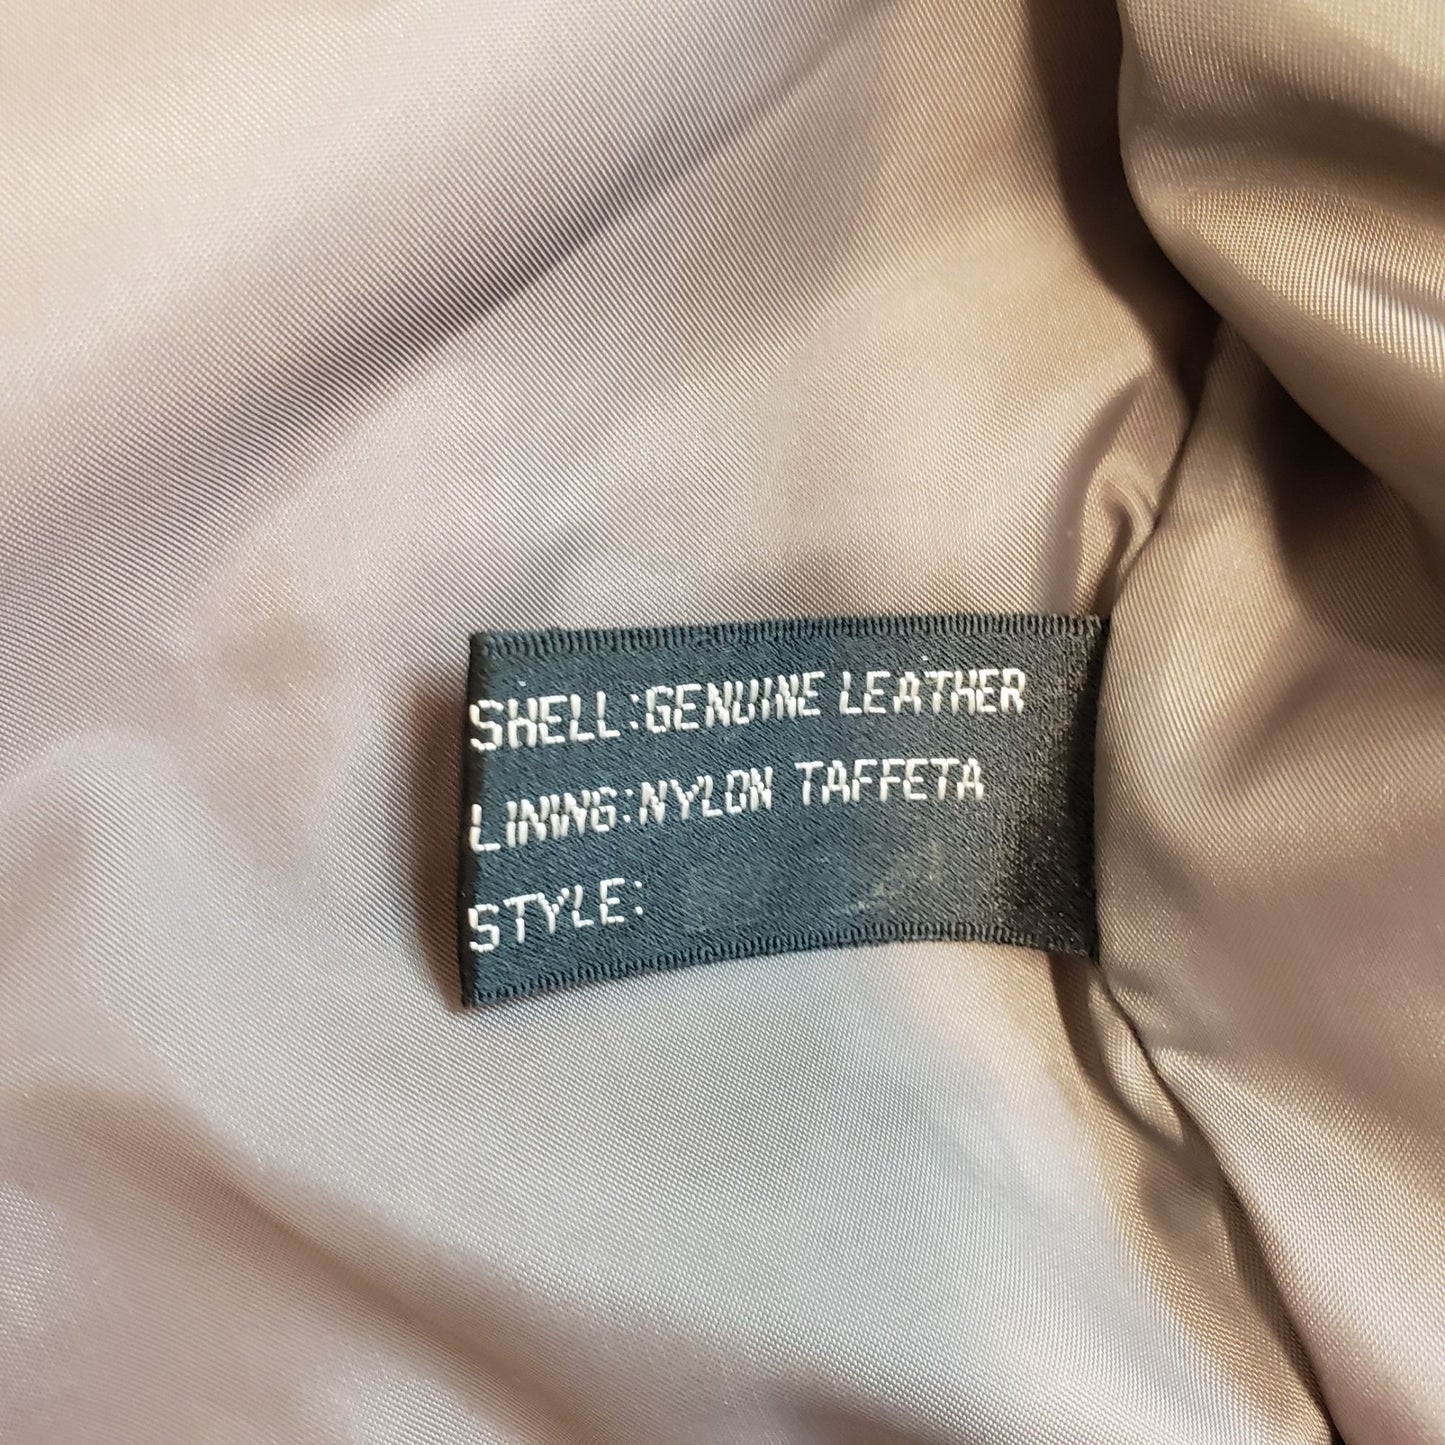 SHELL:GENUINE LEATHER
LINING:NYLON TAFFETA
STYLE: